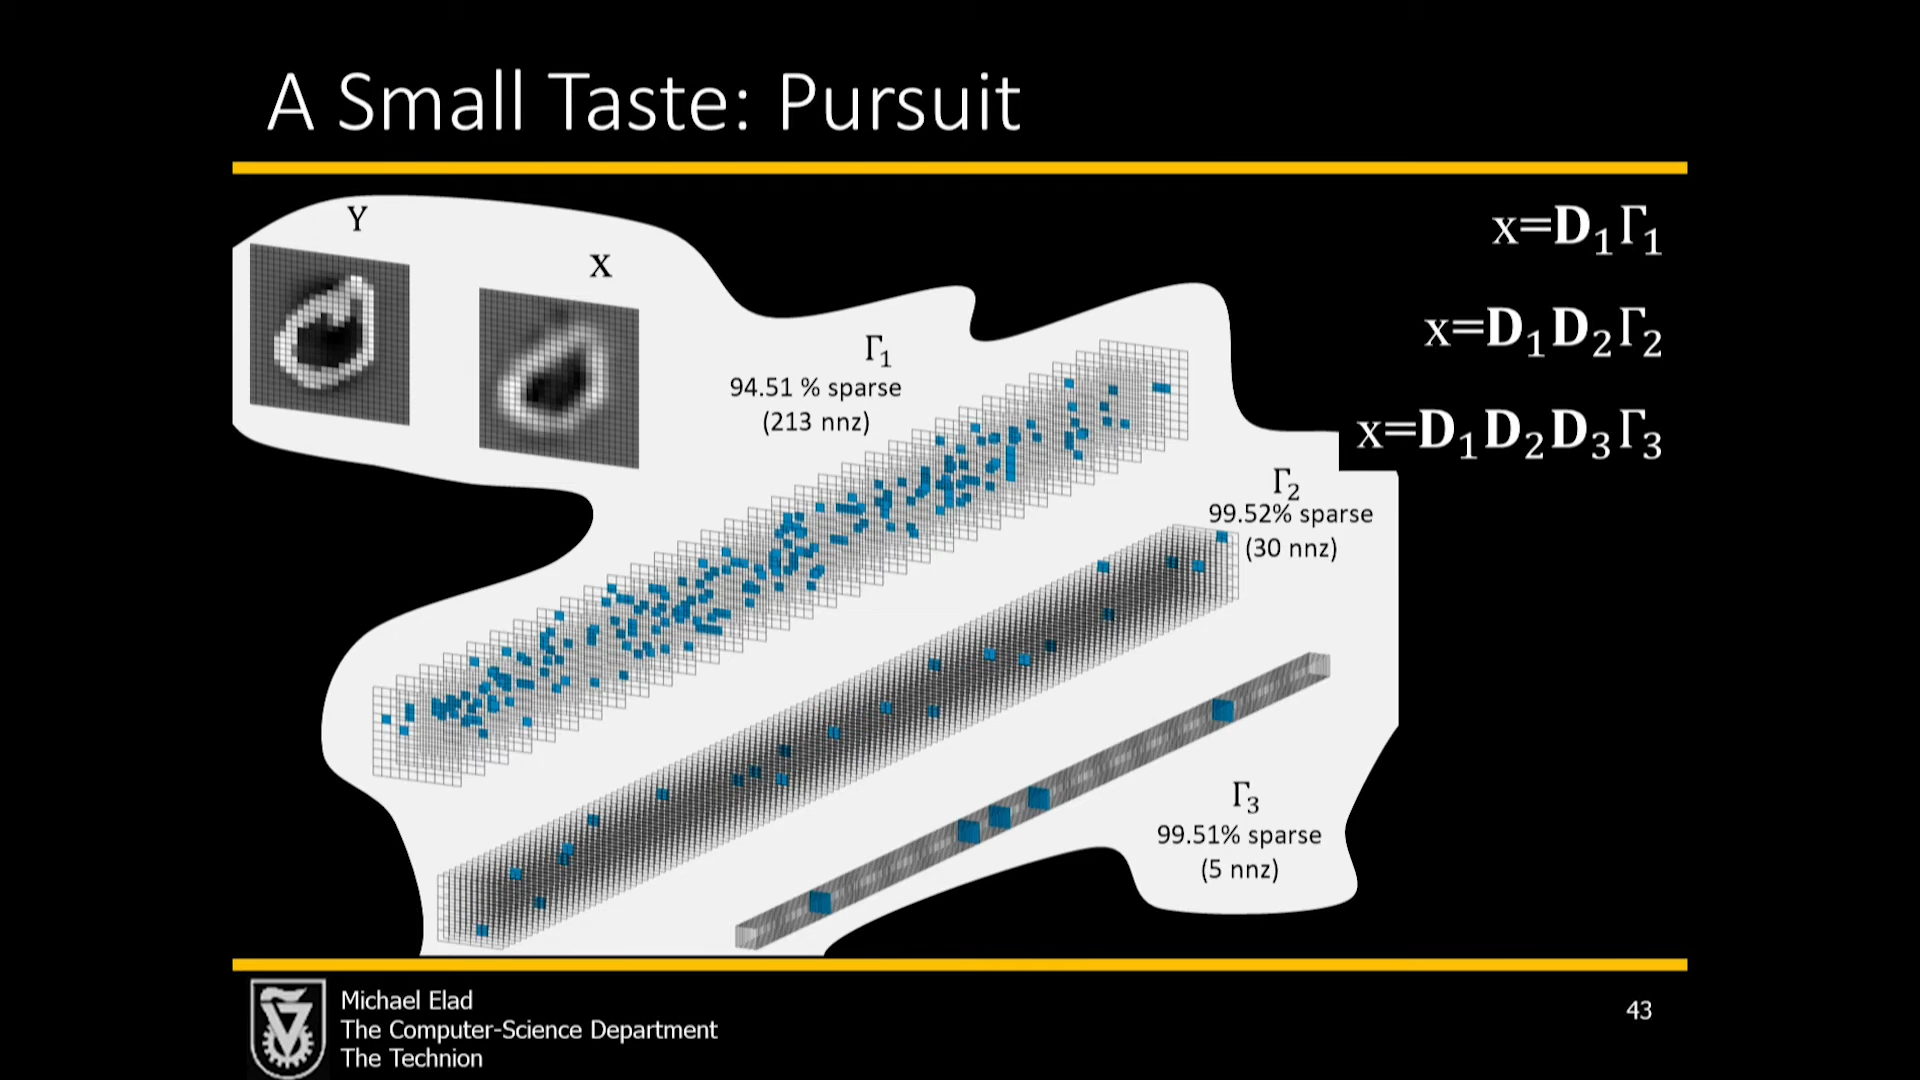 A Small Taste: Pursuit
Y
X
x=D₁Γ₁
x=D₁D₂Γ₂
x=D₁D₂D₃Γ₃
Γ₁
94.51 % sparse
(213 nnz)
Γ₂
99.52% sparse
(30 nnz)
Γ₃
99.51% sparse
(5 nnz)
Michael Elad
The Computer-Science Department
The Technion
43